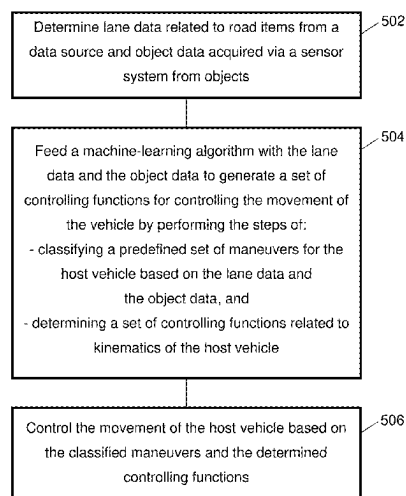 Determine lane data related to road items from a
data source and object data acquired via a sensor
system from objects
502
Feed a machine-learning algorithm with the lane
data and the object data to generate a set of
controlling functions for controlling the movement of
the vehicle by performing the steps of:
- classifying a predefined set of maneuvers for the
host vehicle based on the lane data and
the object data, and
- determining a set of controlling functions related to
kinematics of the host vehicle
504
Control the movement of the host vehicle based on
the classified maneuvers and the determined
controlling functions
506